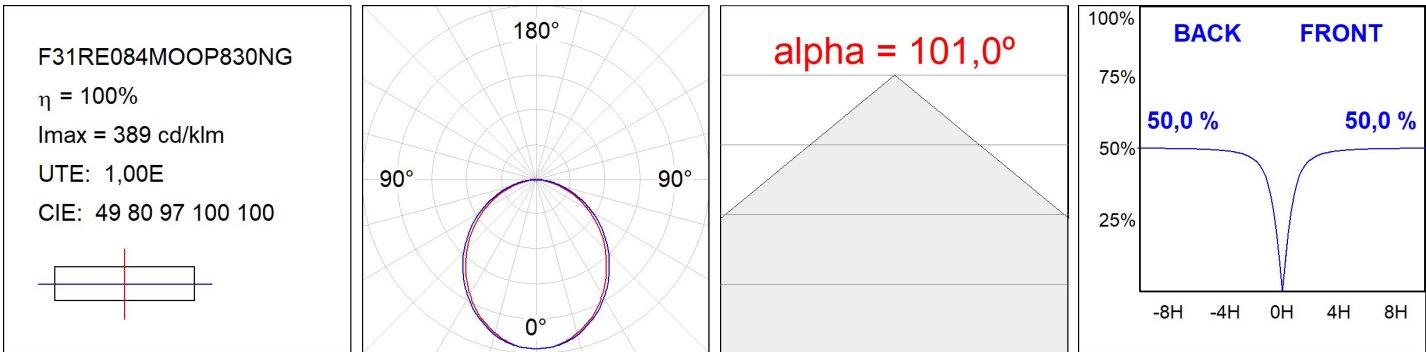 F31RE084MOOP830NG
η = 100%
Imax = 389 cd/klm
UTE: 1,00E
CIE: 49 80 97 100 100
180°
90°
90°
0°
alpha = 101,0º
100%
BACK
FRONT
75%
50,0 %
50,0 %
50%
25%
-8H
-4H
0H
4H
8H